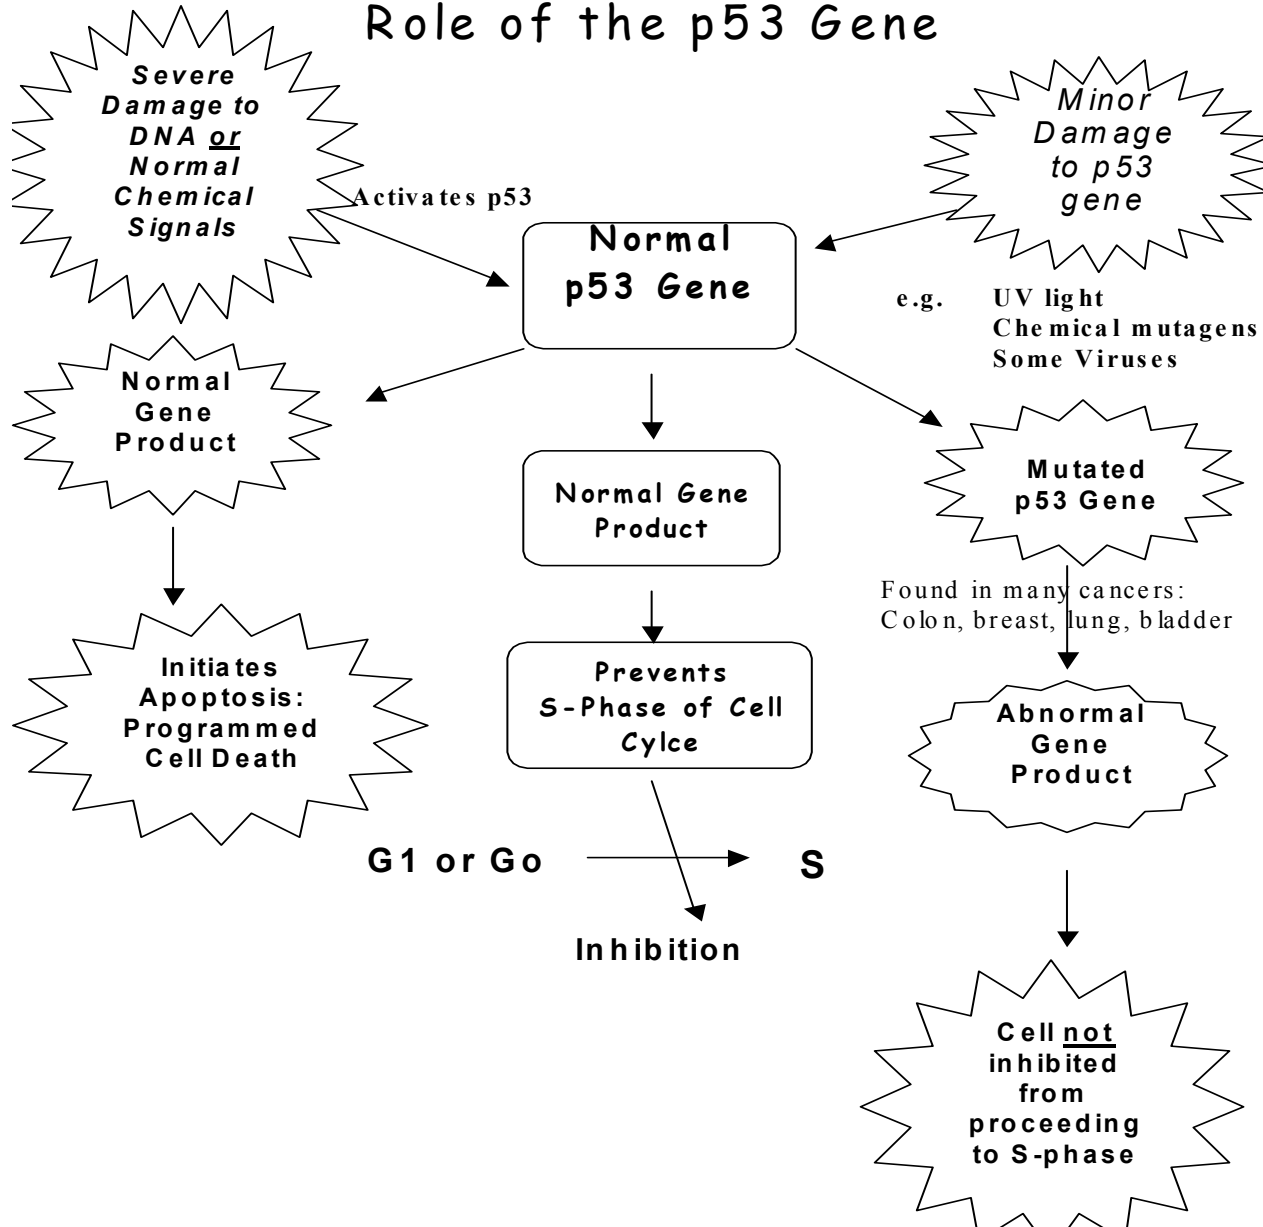 Role of the p53 Gene
Severe
Damage to
DNA or
Normal
Chemical
Signals
Activates p53
Normal
p53 Gene
Minor
Damage
to p53
gene
e.g. UV light
Chemical mutagens
Some Viruses
Normal
Gene
Product
Normal Gene
Product
Mutated
p53 Gene
Found in many cancers:
Colon, breast, lung, bladder
Initiates
Apoptosis:
Programmed
Cell Death
Prevents
S-Phase of Cell
Cylce
Abnormal
Gene
Product
G1 or Go
S
Inhibition
Cell not
inhibited
from
proceeding
to S-phase